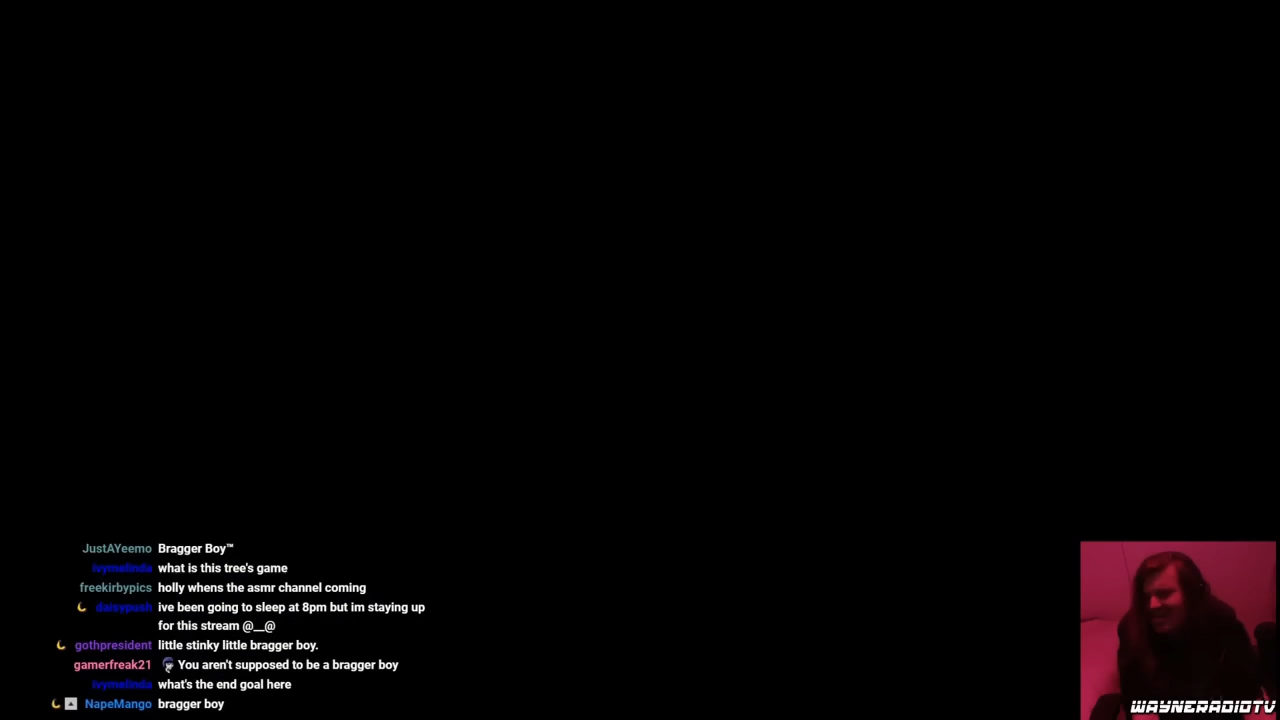 JustAYeemo Bragger Boy™
ivymelinda what is this tree's game
freekirbypics holly whens the asmr channel coming
daisypush ive been going to sleep at 8pm but im staying up
for this stream @__@
gothpresident little stinky little bragger boy.
gamerfreak21 You aren't supposed to be a bragger boy
ivymelinda what's the end goal here
NapeMango bragger boy
WAYNERADIOTV